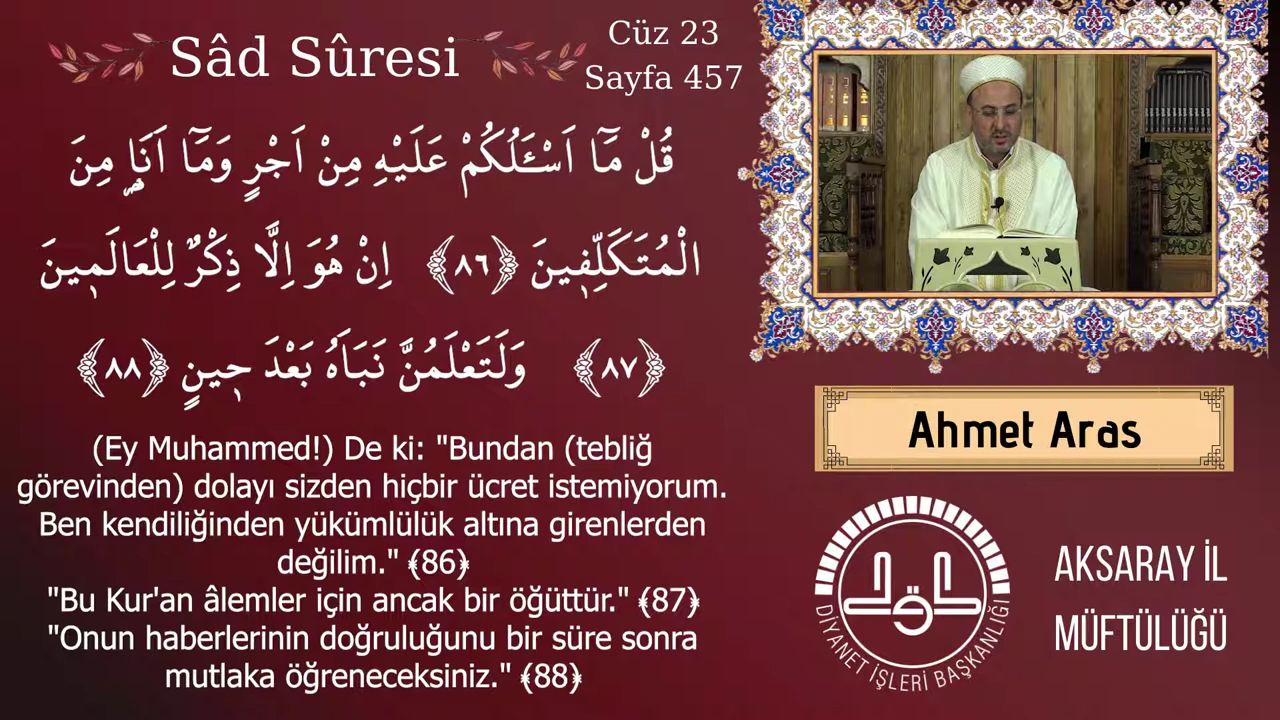 Sâd Sûresi
Cüz 23
Sayfa 457
قُلْ مَٓا اَسْـَٔلُكُمْ عَلَيْهِ مِنْ اَجْرٍ وَمَٓا اَنَا۬ مِنَ
الْمُتَكَلِّف۪ينَ ﴿٨٦﴾ اِنْ هُوَ اِلَّا ذِكْرٌ لِلْعَالَم۪ينَ
﴿٨٧﴾ وَلَتَعْلَمُنَّ نَبَاَهُ بَعْدَ ح۪ينٍ ﴿٨٨﴾
(Ey Muhammed!) De ki: "Bundan (tebliğ
görevinden) dolayı sizden hiçbir ücret istemiyorum.
Ben kendiliğinden yükümlülük altına girenlerden
değilim." ﴾86﴿
"Bu Kur'an âlemler için ancak bir öğüttür." ﴾87﴿
"Onun haberlerinin doğruluğunu bir süre sonra
mutlaka öğreneceksiniz." ﴾88﴿
Ahmet Aras
DİYANET İŞLERİ BAŞKANLIĞI
AKSARAY İL
MÜFTÜLÜĞÜ